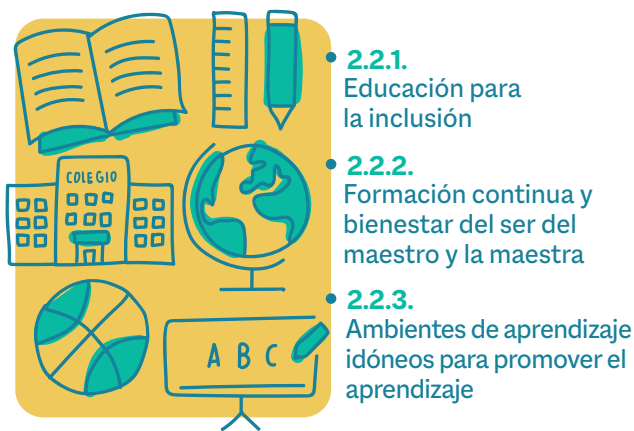 COLEGIO
A B C
2.2.1.
Educación para
la inclusión
2.2.2.
Formación continua y
bienestar del ser del
maestro y la maestra
2.2.3.
Ambientes de aprendizaje
idóneos para promover el
aprendizaje